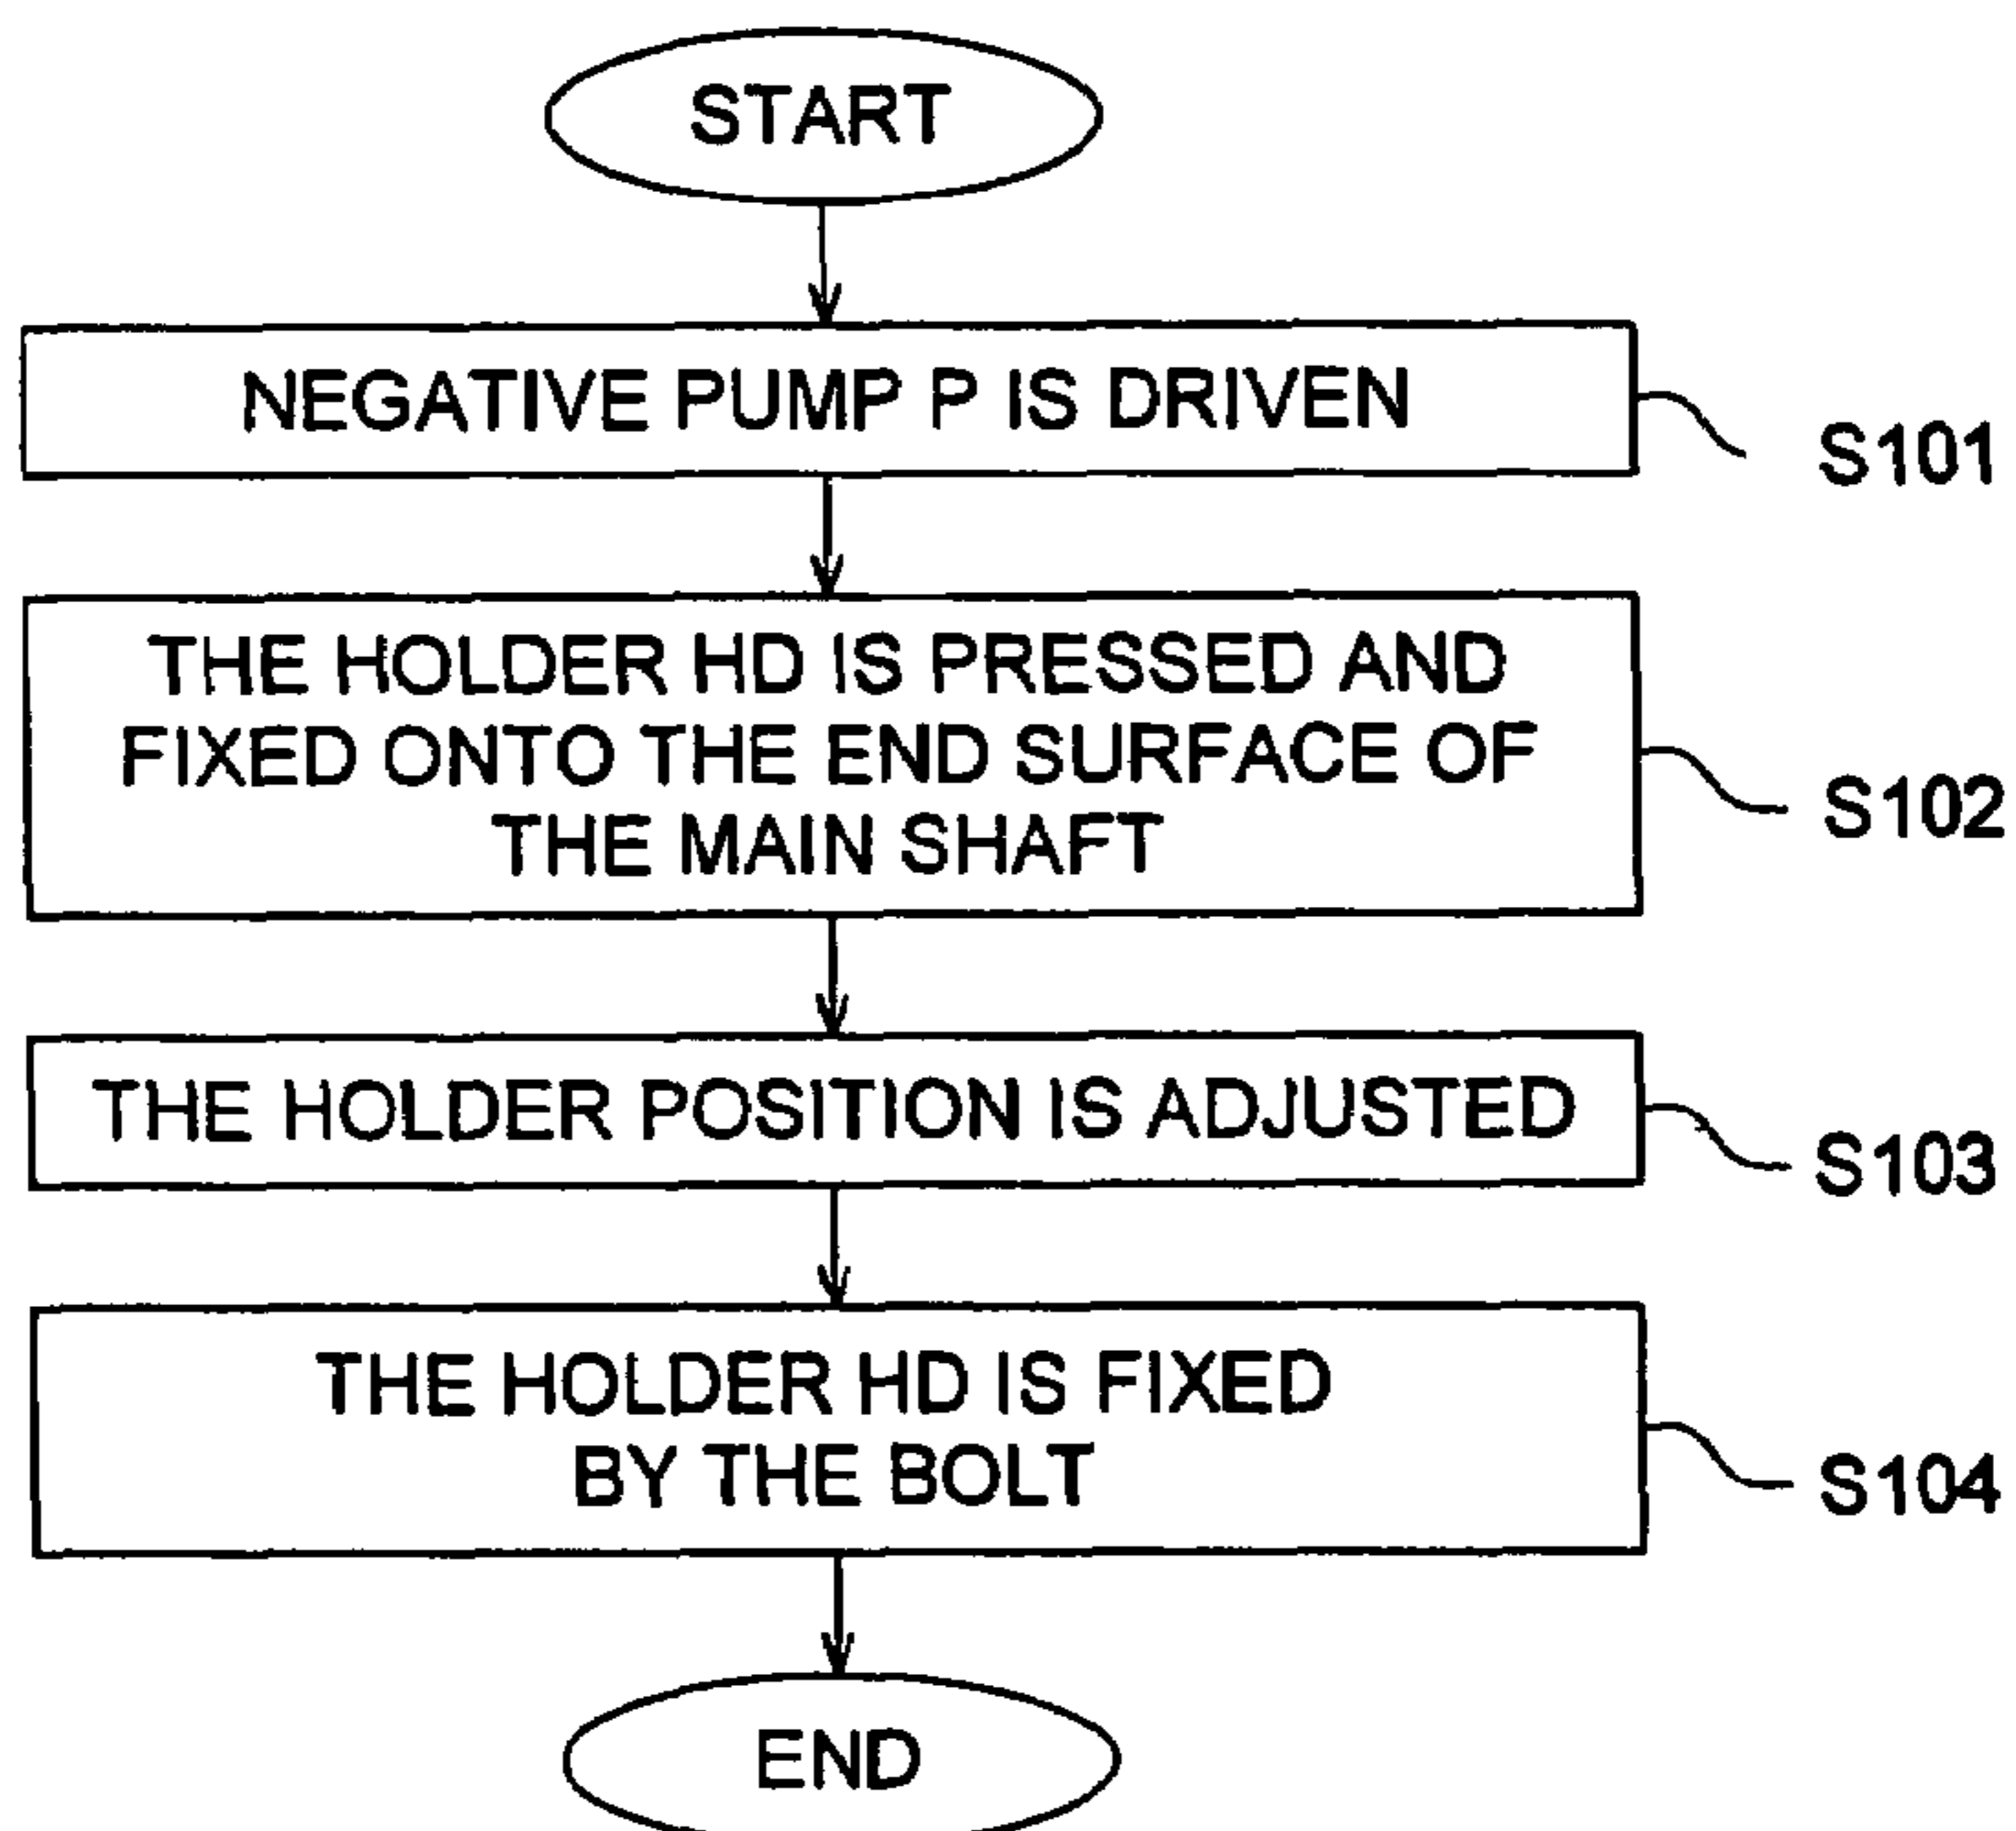 START
NEGATIVE PUMP P IS DRIVEN
S101
THE HOLDER HD IS PRESSED AND
FIXED ONTO THE END SURFACE OF
THE MAIN SHAFT
S102
THE HOLDER POSITION IS ADJUSTED
S103
THE HOLDER HD IS FIXED
BY THE BOLT
S104
END